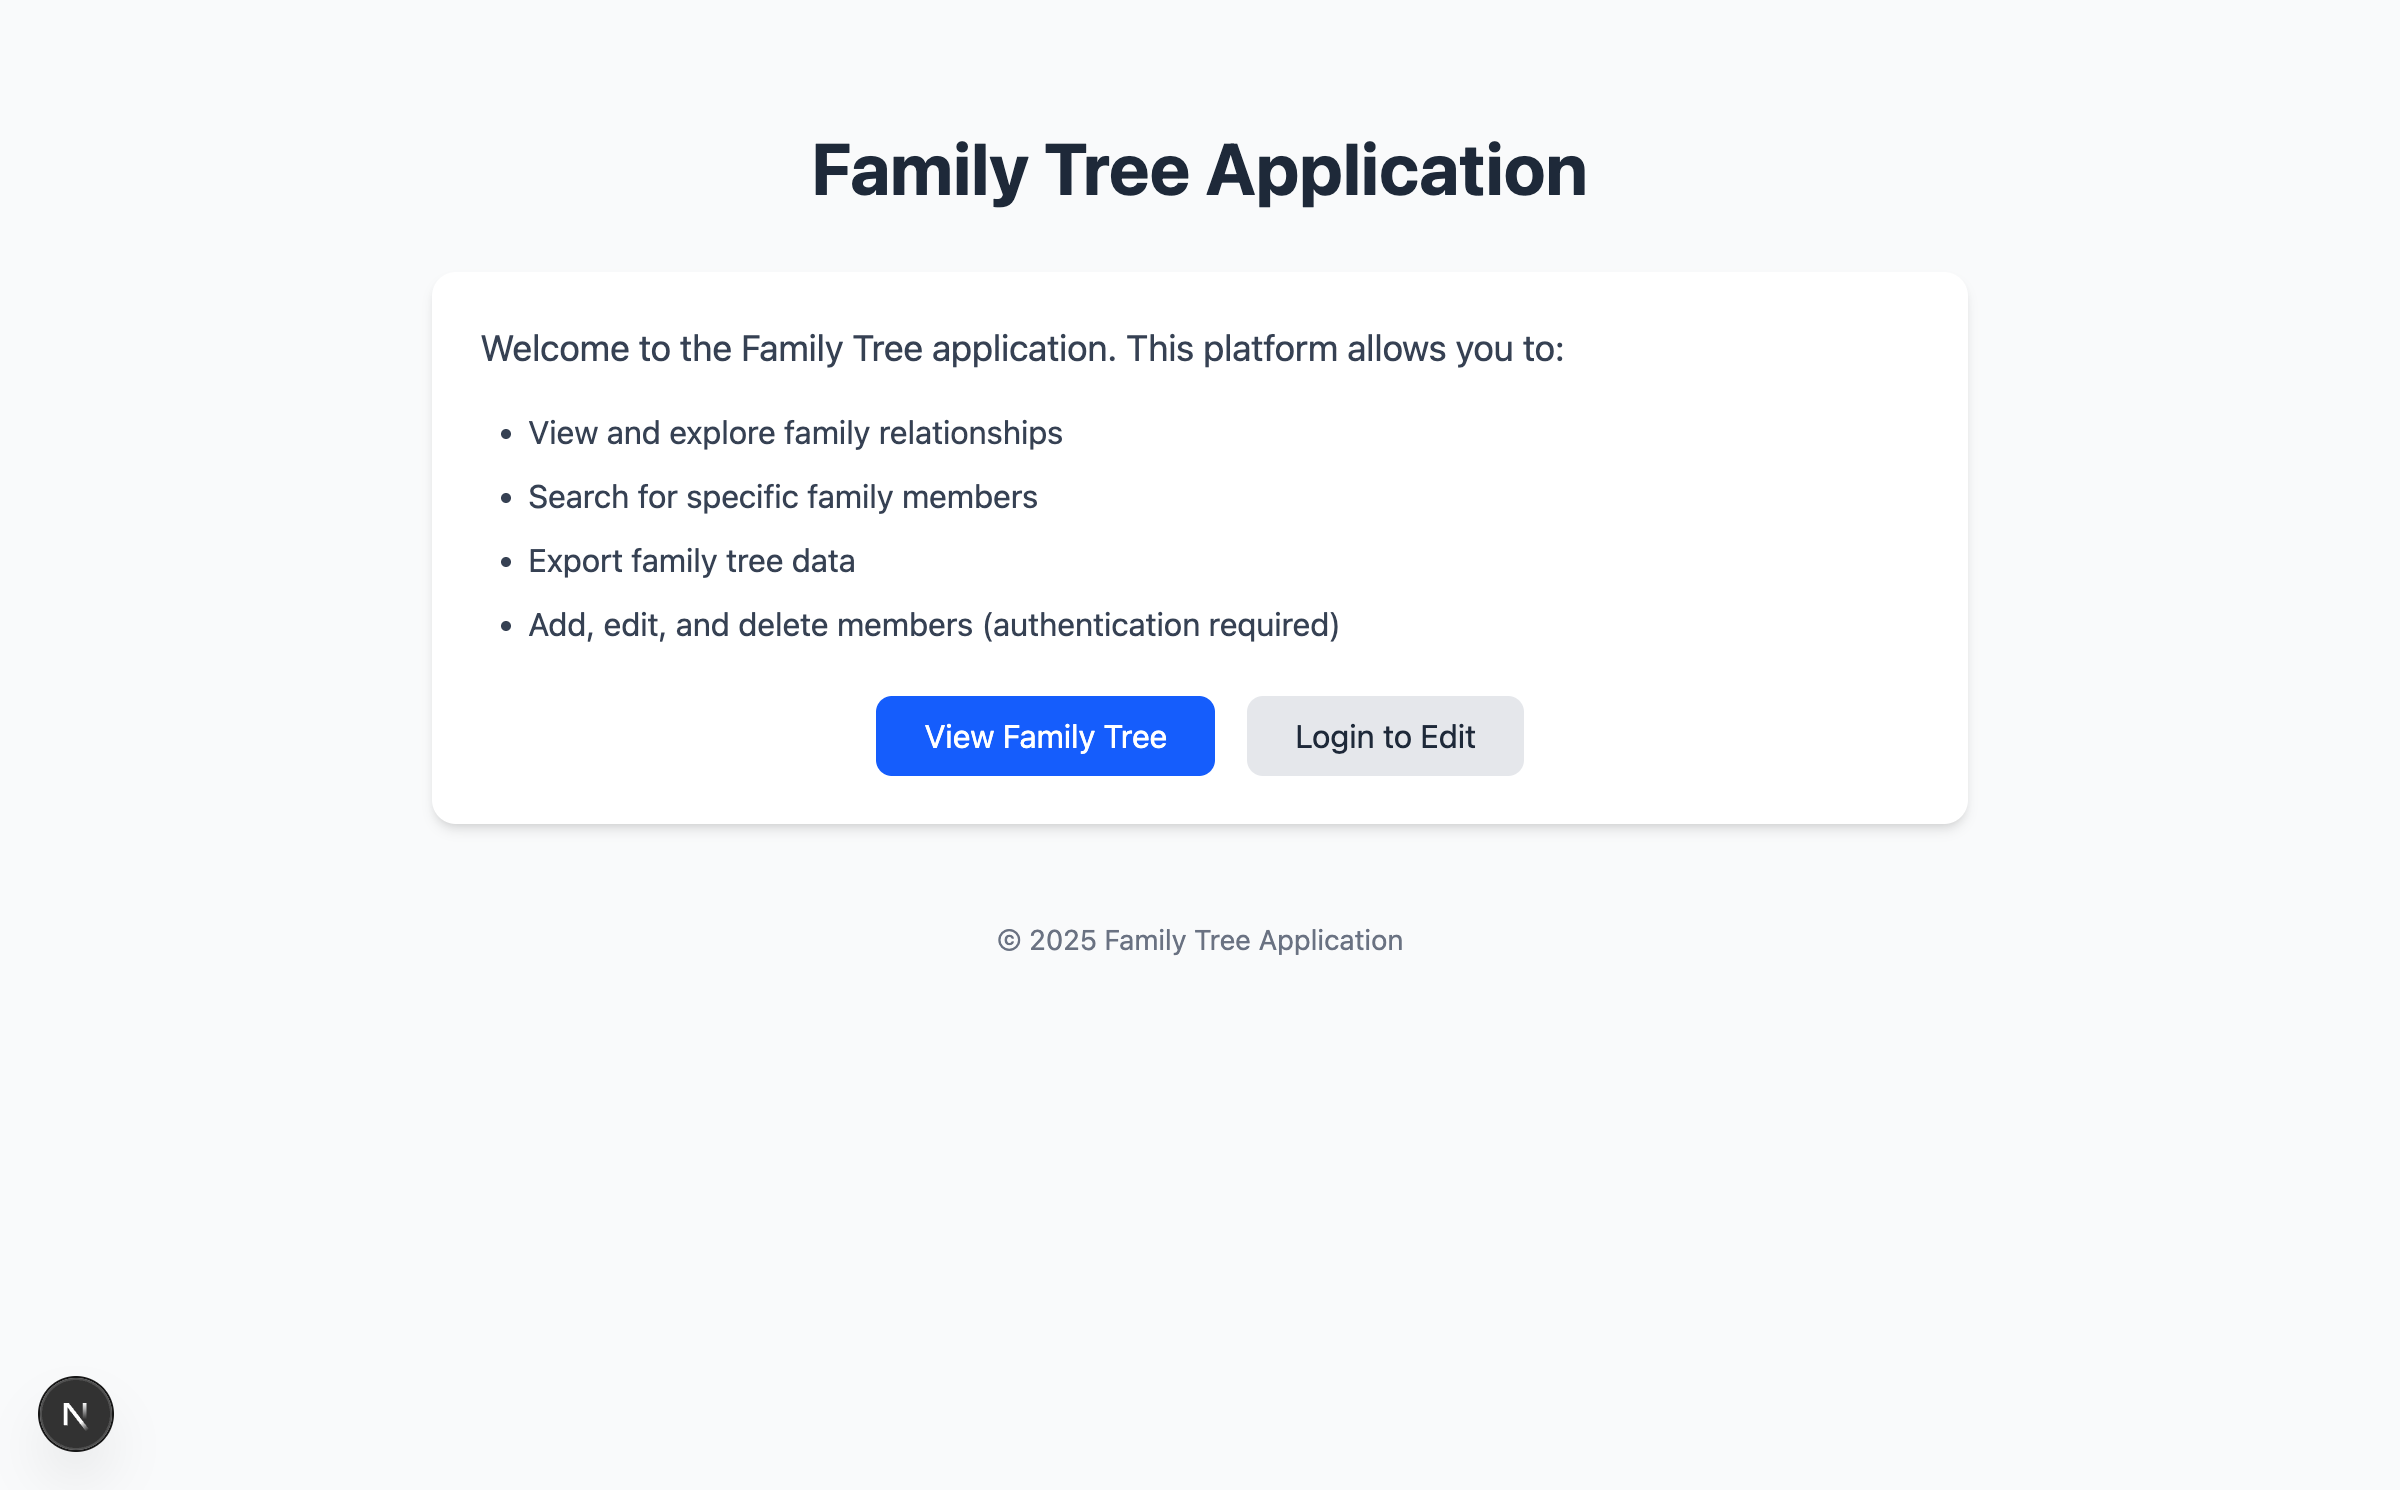 Family Tree Application
Welcome to the Family Tree application. This platform allows you to:
• View and explore family relationships
• Search for specific family members
• Export family tree data
• Add, edit, and delete members (authentication required)
View Family Tree
Login to Edit
© 2025 Family Tree Application
N